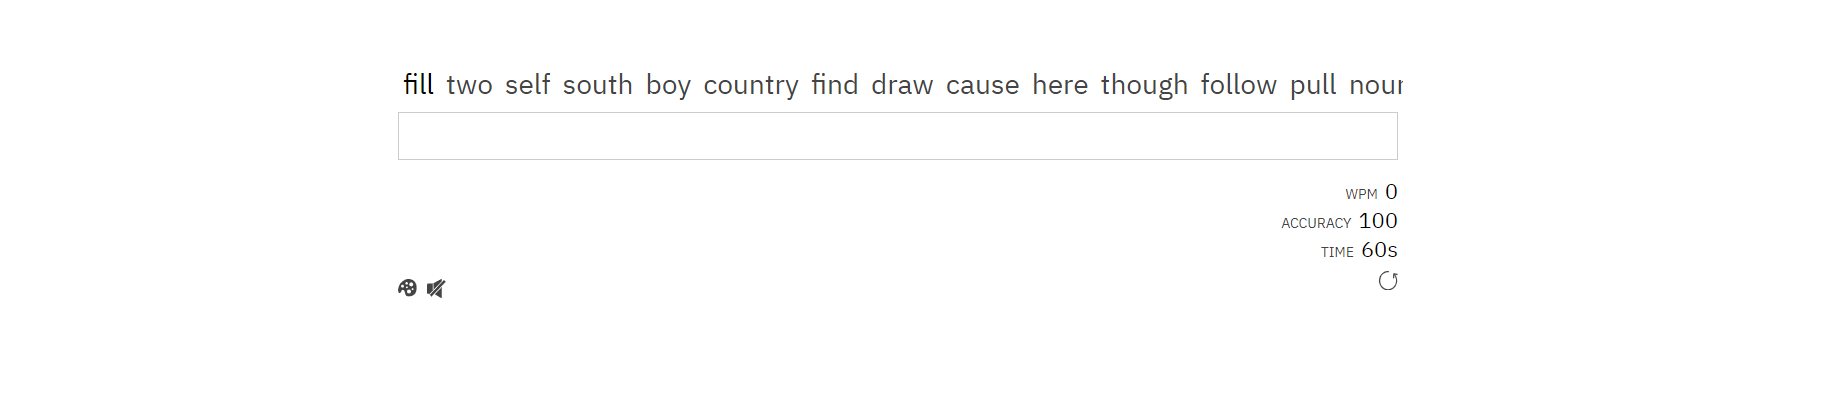 fill two self south boy country find draw cause here though follow pull
WPM 0
ACCURACY 100
TIME 60s